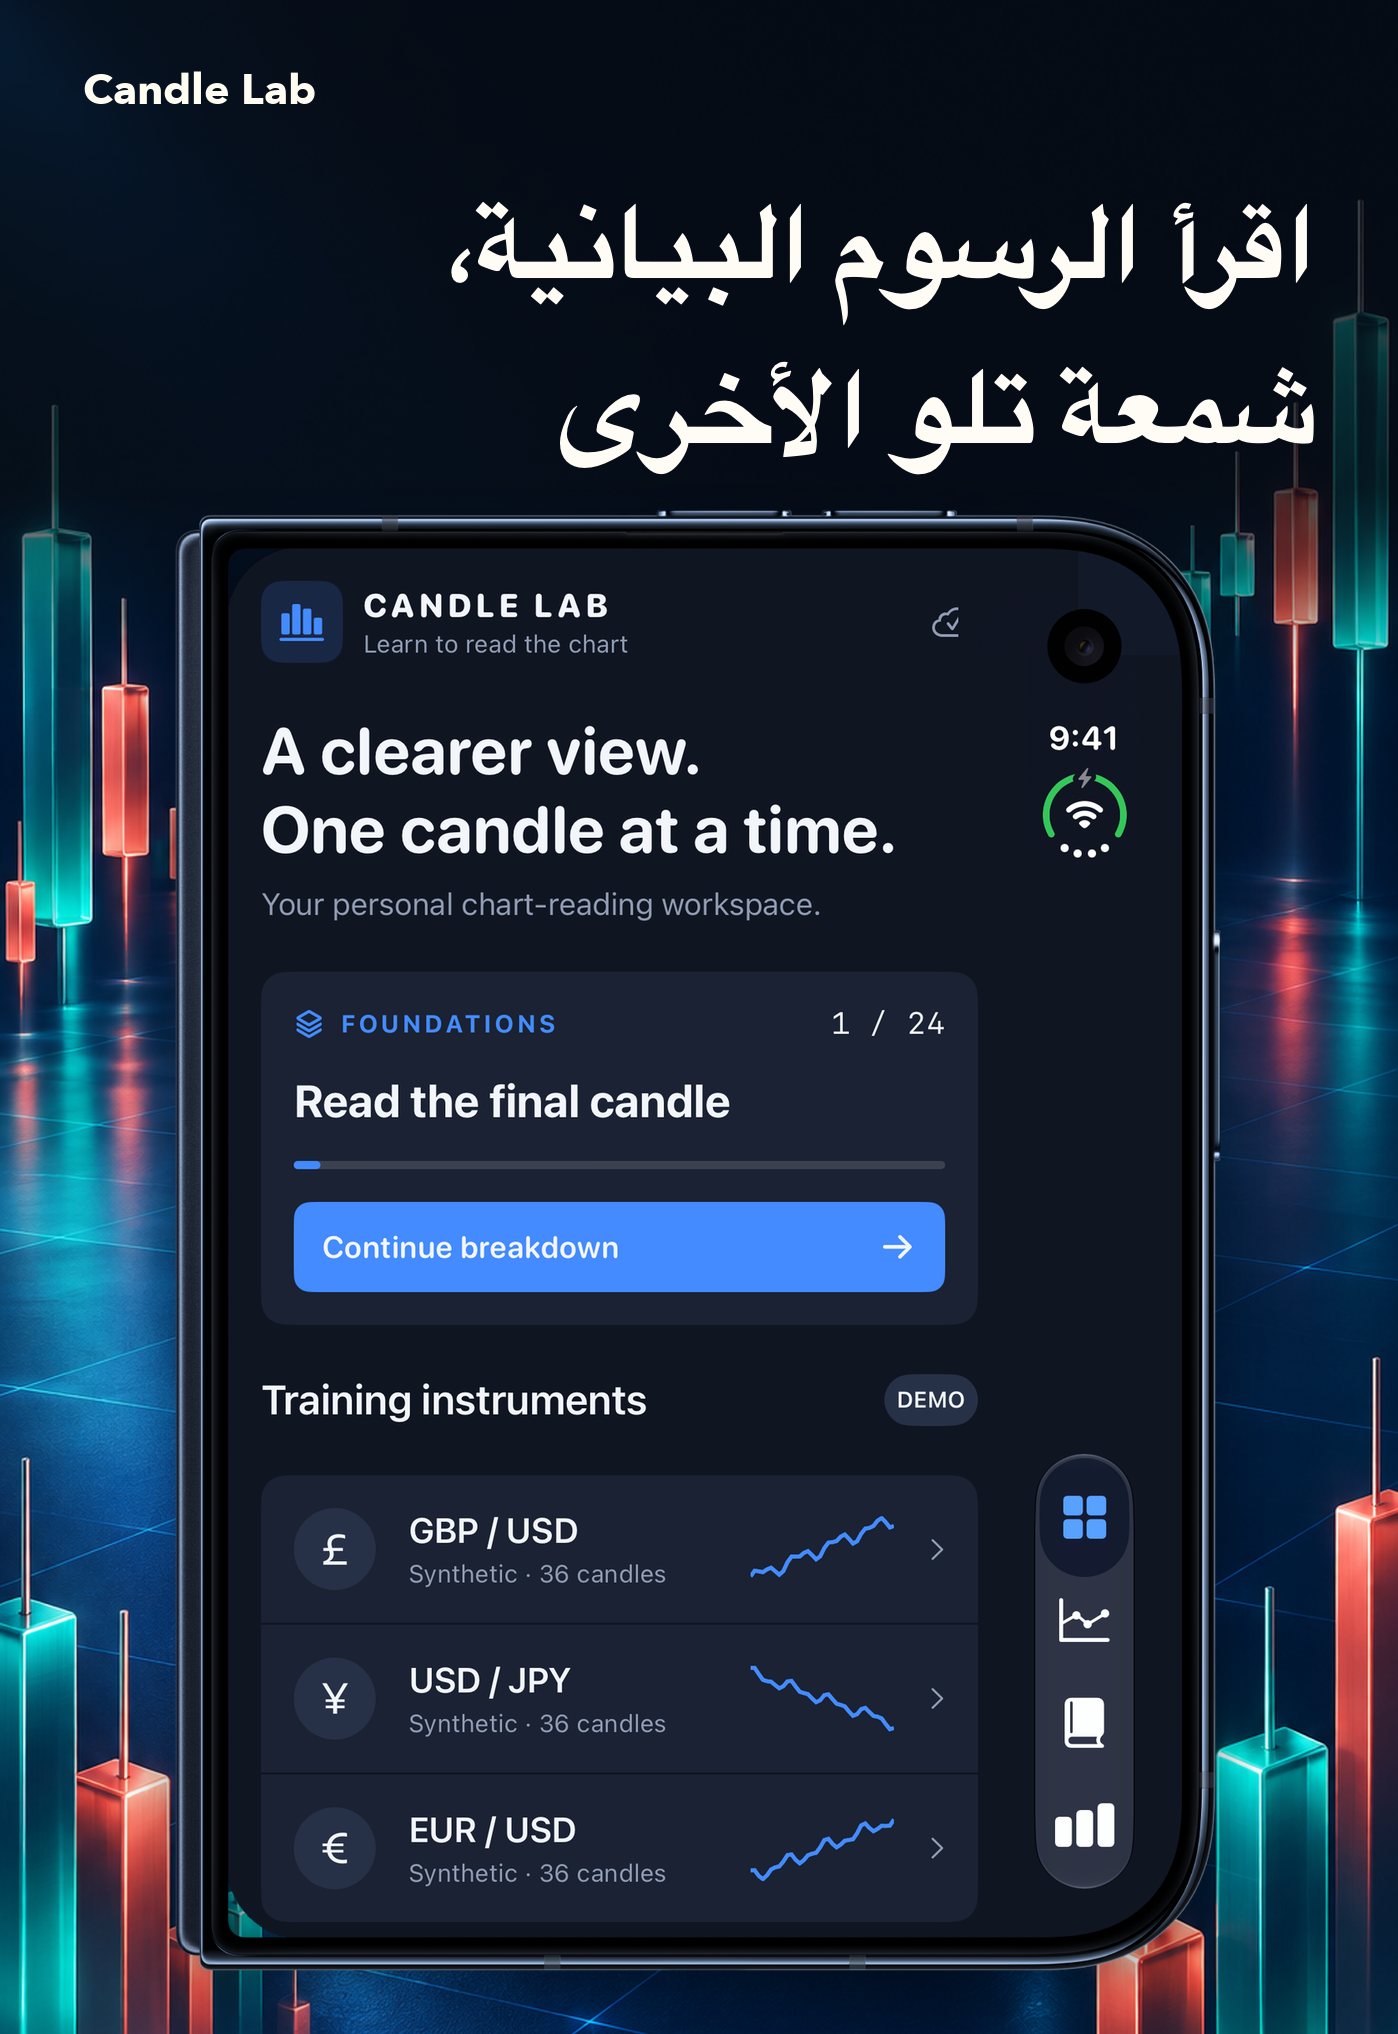 Candle Lab
اقرأ الرسوم البيانية،
شمعة تلو الأخرى
CANDLE LAB
Learn to read the chart
A clearer view.
One candle at a time.
Your personal chart-reading workspace.
9:41
FOUNDATIONS 1 / 24
Read the final candle
Continue breakdown
Training instruments DEMO
£ GBP / USD
Synthetic · 36 candles
¥ USD / JPY
Synthetic · 36 candles
€ EUR / USD
Synthetic · 36 candles